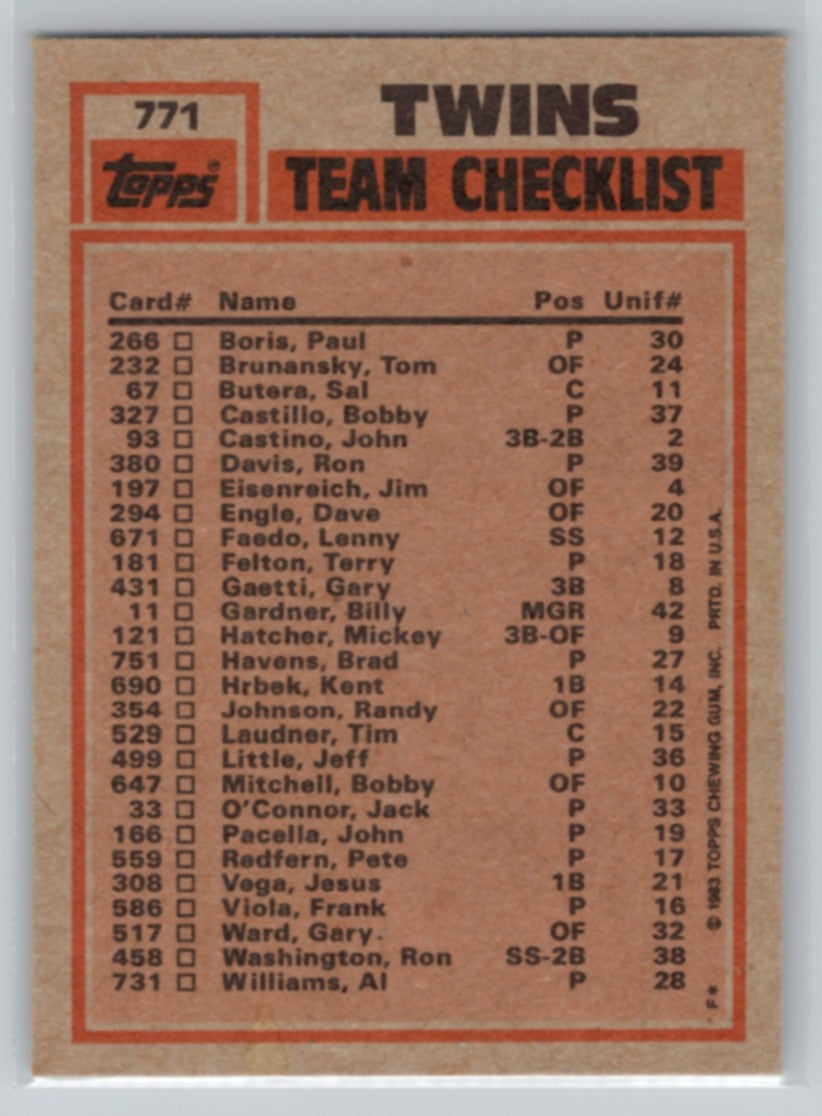 771
Topps®
TWINS
TEAM CHECKLIST
Card# Name Pos Unif#
266 □ Boris, Paul P 30
232 □ Brunansky, Tom OF 24
67 □ Butera, Sal C 11
327 □ Castillo, Bobby P 37
93 □ Castino, John 3B-2B 2
380 □ Davis, Ron P 39
197 □ Eisenreich, Jim OF 4
294 □ Engle, Dave OF 20
671 □ Faedo, Lenny SS 12
181 □ Felton, Terry P 18
431 □ Gaetti, Gary 3B 8
11 □ Gardner, Billy MGR 42
121 □ Hatcher, Mickey 3B-OF 9
751 □ Havens, Brad P 27
690 □ Hrbek, Kent 1B 14
354 □ Johnson, Randy OF 22
529 □ Laudner, Tim C 15
499 □ Little, Jeff P 36
647 □ Mitchell, Bobby OF 10
33 □ O'Connor, Jack P 33
166 □ Pacella, John P 19
559 □ Redfern, Pete P 17
308 □ Vega, Jesus 1B 21
586 □ Viola, Frank P 16
517 □ Ward, Gary OF 32
458 □ Washington, Ron SS-2B 38
731 □ Williams, Al P 28
F* © 1983 TOPPS CHEWING GUM, INC. PRTD. IN U.S.A.